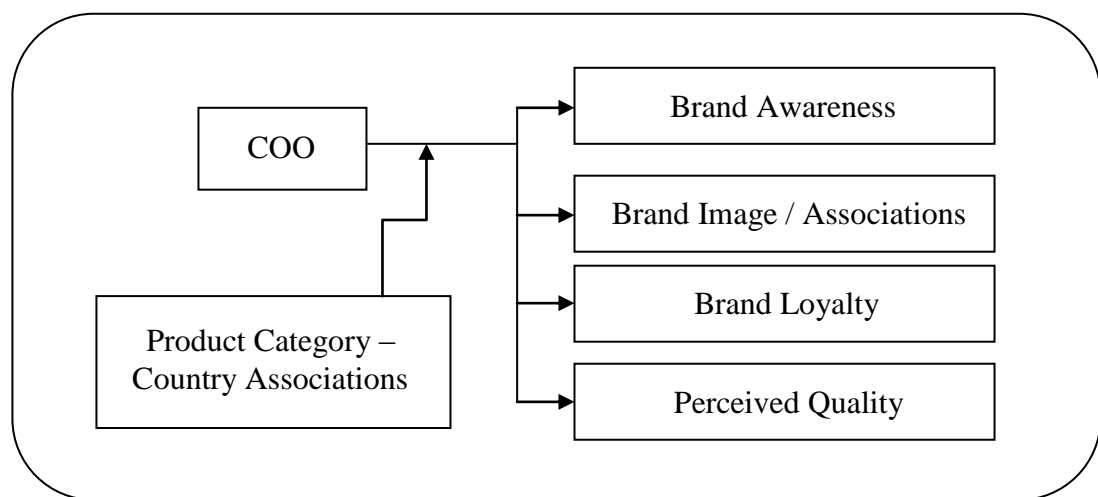 COO
Product Category –
Country Associations
Brand Awareness
Brand Image / Associations
Brand Loyalty
Perceived Quality